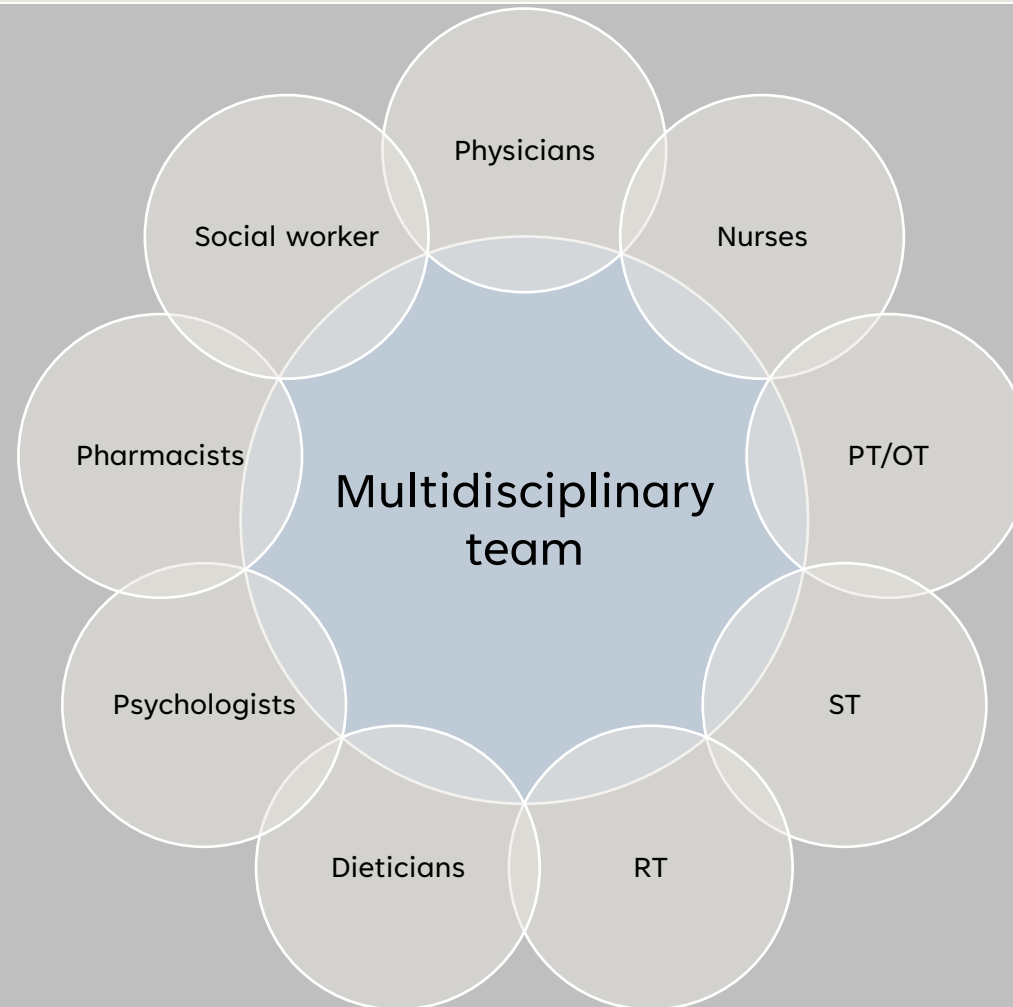 Physicians
Social worker
Nurses
Pharmacists
PT/OT
Multidisciplinary
team
Psychologists
ST
Dieticians
RT